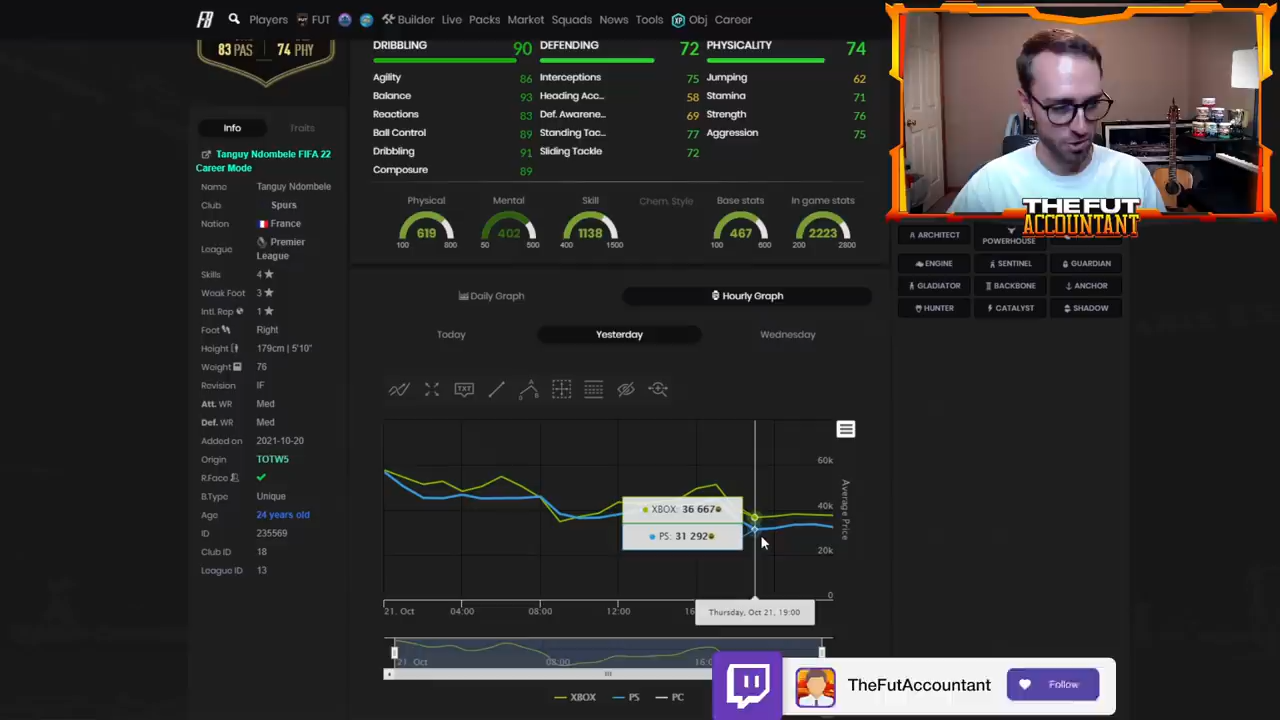 FB Players FUT Builder Live Packs Market Squads News Tools XP Obj Career
83 PAS 74 PHY
DRIBBLING 90 DEFENDING 72 PHYSICALITY 74
Agility 86 Interceptions 75 Jumping 62
Balance 93 Heading Acc... 58 Stamina 71
Reactions 83 Def. Awarene... 69 Strength 76
Ball Control 89 Standing Tac... 77 Aggression 75
Dribbling 91 Sliding Tackle 72
Composure 89
Info Traits
Tanguy Ndombele FIFA 22
Career Mode
Name Tanguy Ndombele
Club Spurs
Nation France
League Premier
League
Skills 4★
Weak Foot 3★
Intl. Rep 1★
Foot Right
Height 179cm | 5'10"
Weight 76
Revision IF
Att. WR Med
Def. WR Med
Added on 2021-10-20
Origin TOTW5
R.Face
B.Type Unique
Age 24 years old
ID 235569
Club ID 18
League ID 13
Physical Mental Skill Chem. Style Base stats In game stats
619 402 1138 467 2223
100 800 50 500 400 1500 100 600 200 2800
Daily Graph Hourly Graph
Today Yesterday Wednesday
TXT
60k
40k
20k
0
Average Price
XBOX: 36 667
PS: 31 292
21. Oct 04:00 08:00 12:00 16
Thursday, Oct 21, 19:00
21. Oct 08:00 16:0
XBOX PS PC
THE FUT
ACCOUNTANT
ARCHITECT POWERHOUSE
ENGINE SENTINEL GUARDIAN
GLADIATOR BACKBONE ANCHOR
HUNTER CATALYST SHADOW
TheFutAccountant Follow